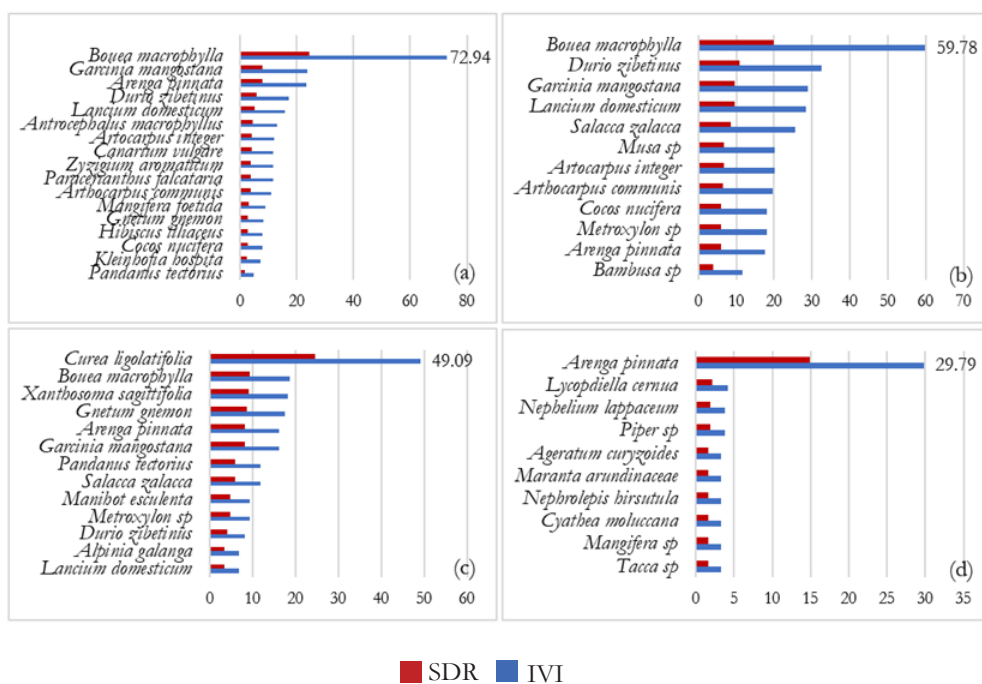 Bouea macrophylla
72.94
Garcinia mangostana
Arenga pinnata
Durio zibetinus
Lancium domesticum
Antrocephalus macrophyllus
Artocarpus integer
Canarium vulgare
Zyzigium aromaticum
Paracerianthus falcataria
Arthocarpus communis
Mangifera foetida
Gnetum gnemon
Hibiscus tiliaceus
Cocos nucifera
Kleinhofia hospita
Pandanus tectorius
(a)
0 20 40 60 80
Bouea macrophylla
59.78
Durio zibetinus
Garcinia mangostana
Lancium domesticum
Salacca zalacca
Musa sp
Artocarpus integer
Arthocarpus communis
Cocos nucifera
Metroxylon sp
Arenga pinnata
Bambusa sp
(b)
0 10 20 30 40 50 60 70
Curea ligolatifolia
49.09
Bouea macrophylla
Xanthosoma sagittifolia
Gnetum gnemon
Arenga pinnata
Garcinia mangostana
Pandanus tectorius
Salacca zalacca
Manihot esculenta
Metroxylon sp
Durio zibetinus
Alpinia galanga
Lancium domesticum
(c)
0 10 20 30 40 50 60
Arenga pinnata
29.79
Lycopdiella cernua
Nephelium lappaceum
Piper sp
Ageratum curyzoides
Maranta arundinaceae
Nephrolepis hirsutula
Cyathea moluccana
Mangifera sp
Tacca sp
(d)
0 5 10 15 20 25 30 35
SDR IVI